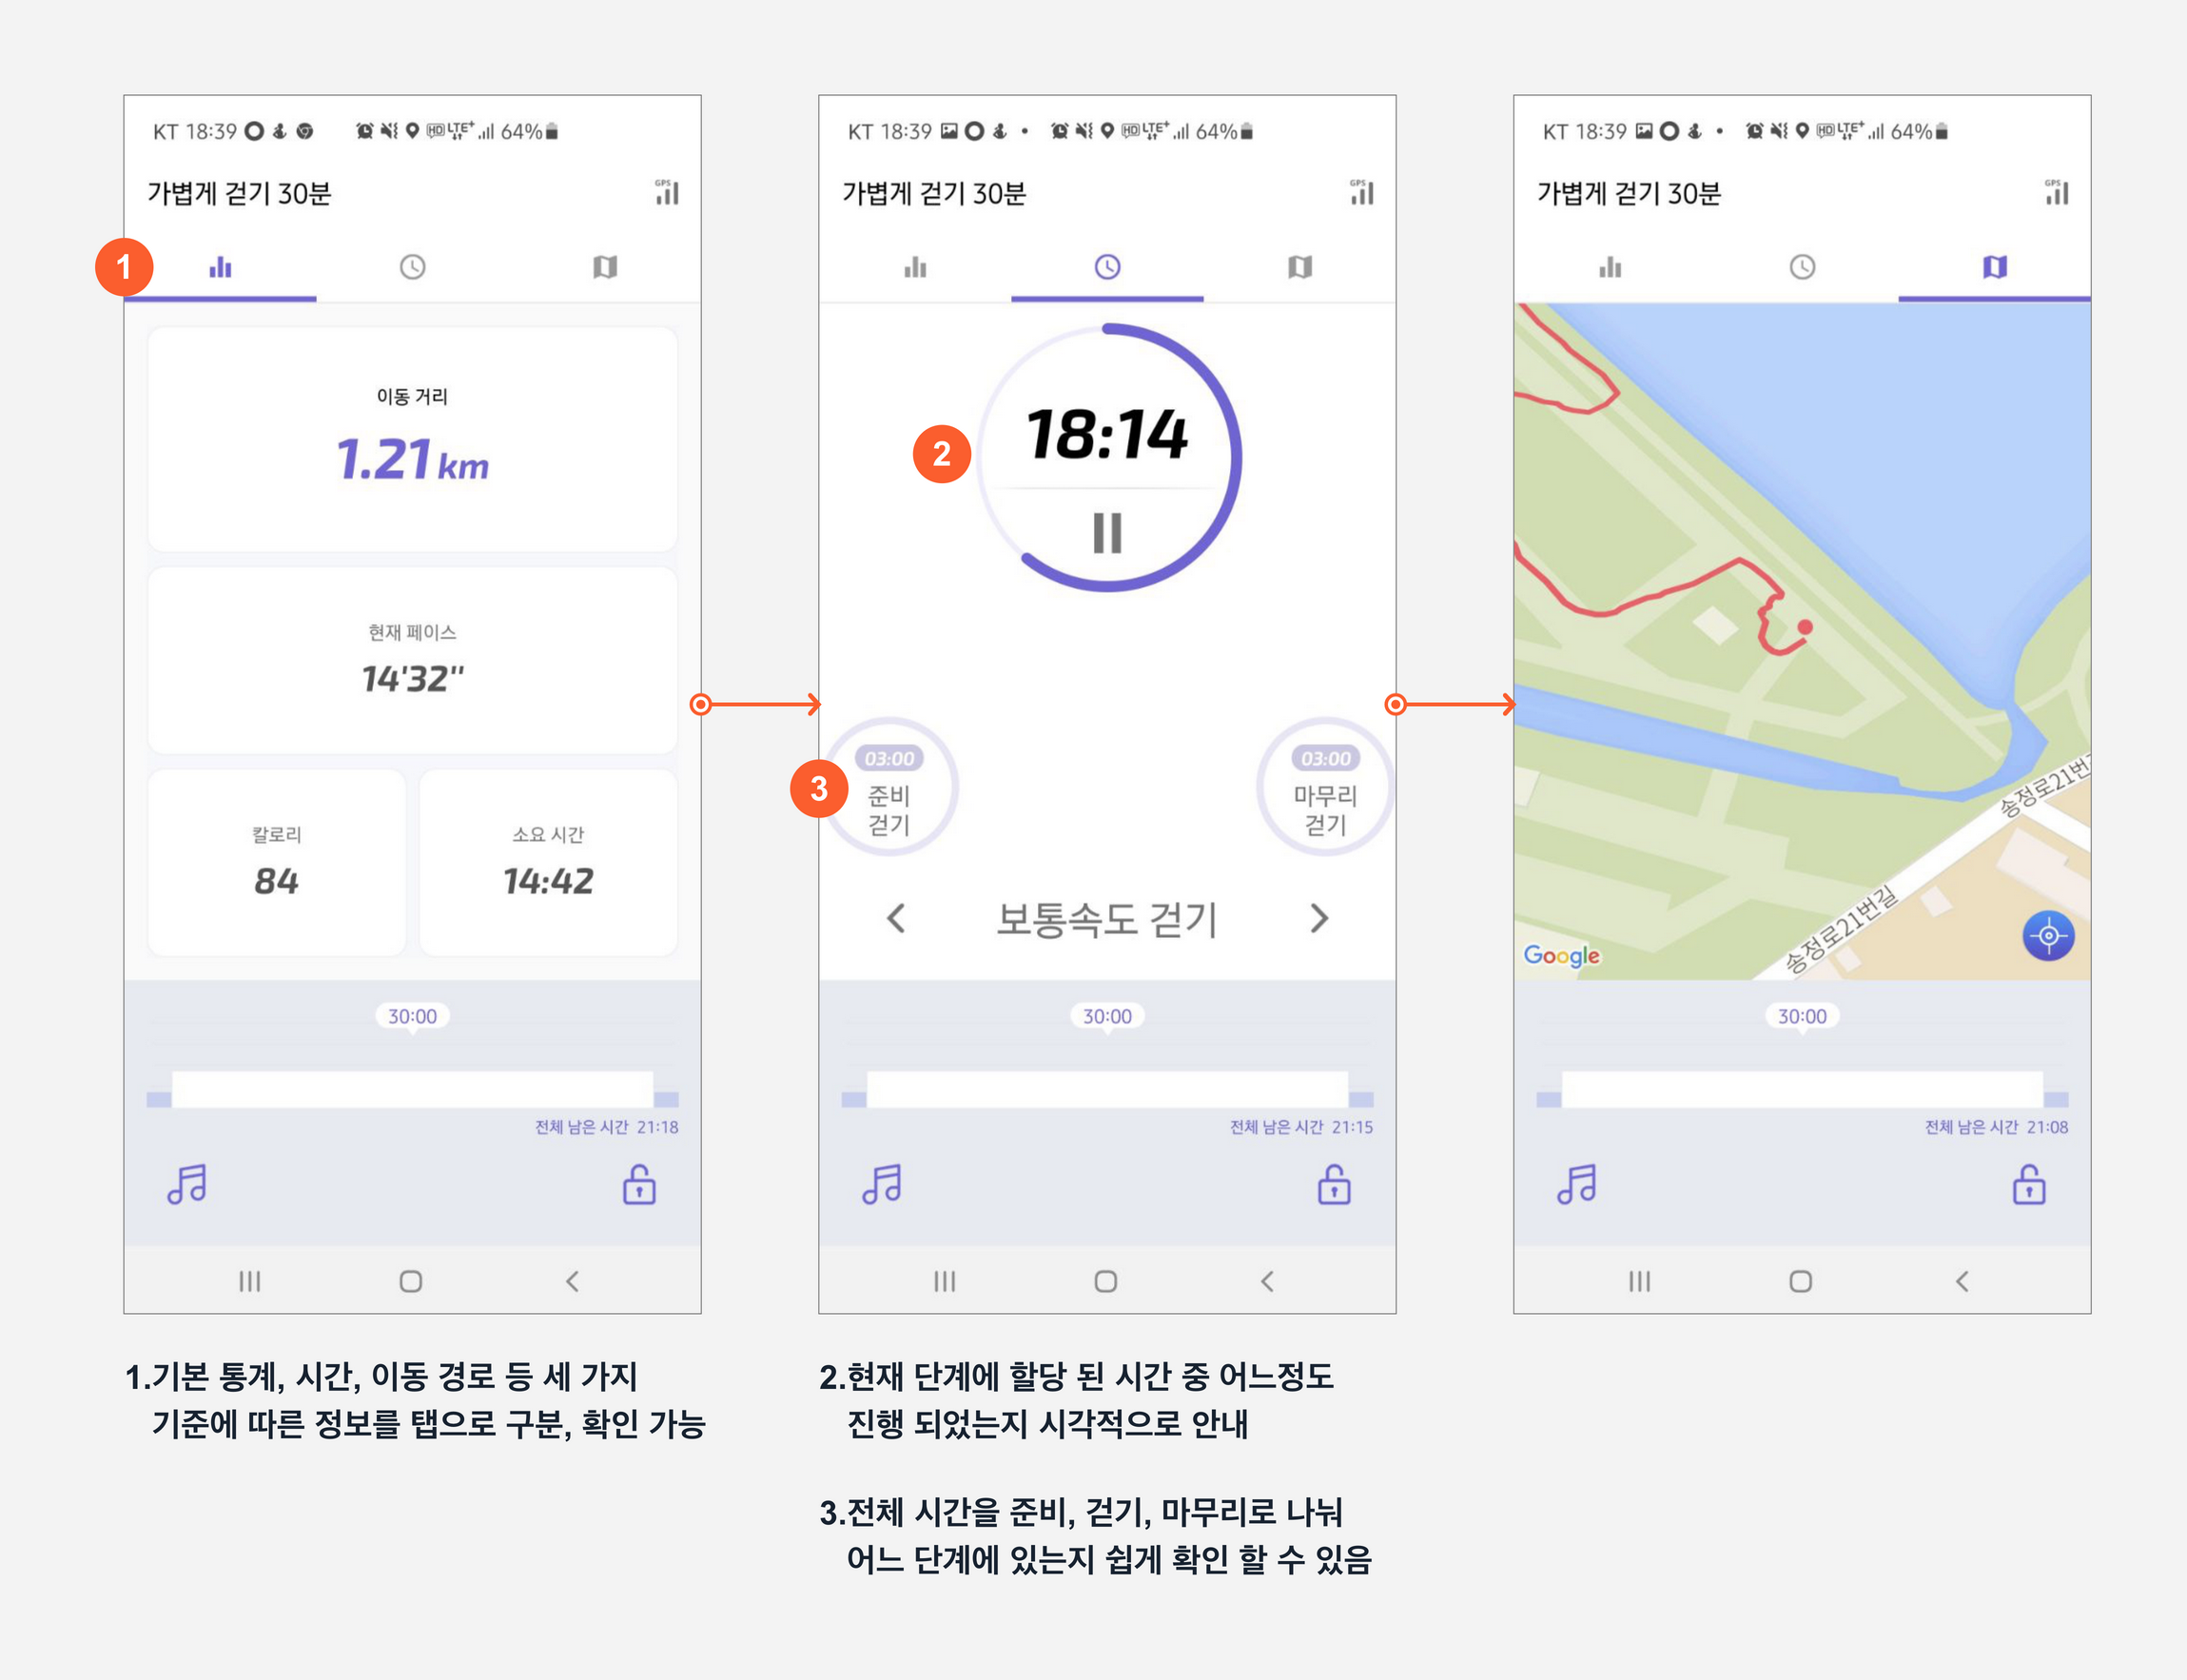 KT 18:39 HD LTE+ 64%
가볍게 걷기 30분
GPS
1
이동 거리
1.21 km
현재 페이스
14'32"
칼로리
84
소요 시간
14:42
30:00
전체 남은 시간 21:18
1.기본 통계, 시간, 이동 경로 등 세 가지
기준에 따른 정보를 탭으로 구분, 확인 가능
KT 18:39 HD LTE+ 64%
가볍게 걷기 30분
GPS
2
18:14
3
03:00
준비
걷기
03:00
마무리
걷기
보통속도 걷기
30:00
전체 남은 시간 21:15
2.현재 단계에 할당 된 시간 중 어느정도
진행 되었는지 시각적으로 안내
3.전체 시간을 준비, 걷기, 마무리로 나눠
어느 단계에 있는지 쉽게 확인 할 수 있음
KT 18:39 HD LTE+ 64%
가볍게 걷기 30분
GPS
송정로21번길
송정로21번
Google
30:00
전체 남은 시간 21:08